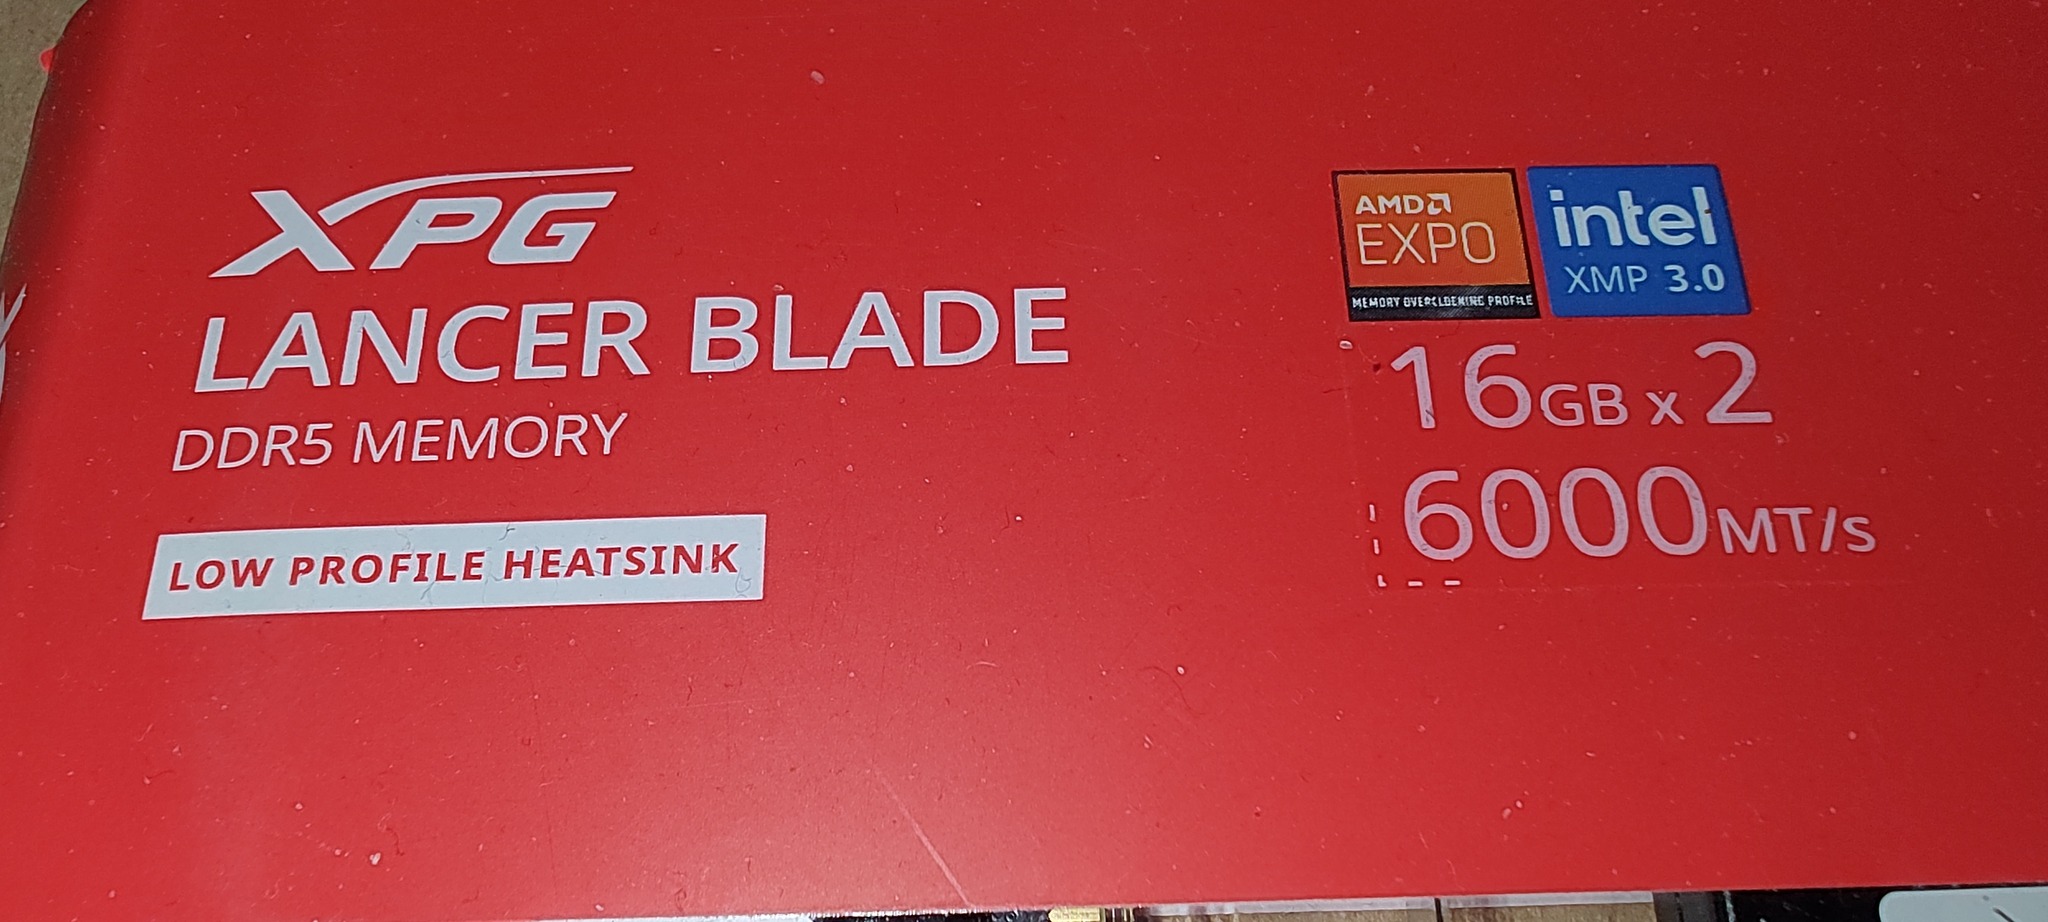 XPG
LANCER BLADE
DDR5 MEMORY
LOW PROFILE HEATSINK
AMD
EXPO
MEMORY OVERCLOCKING PROFILE
intel
XMP 3.0
16GB x 2
6000MT/s